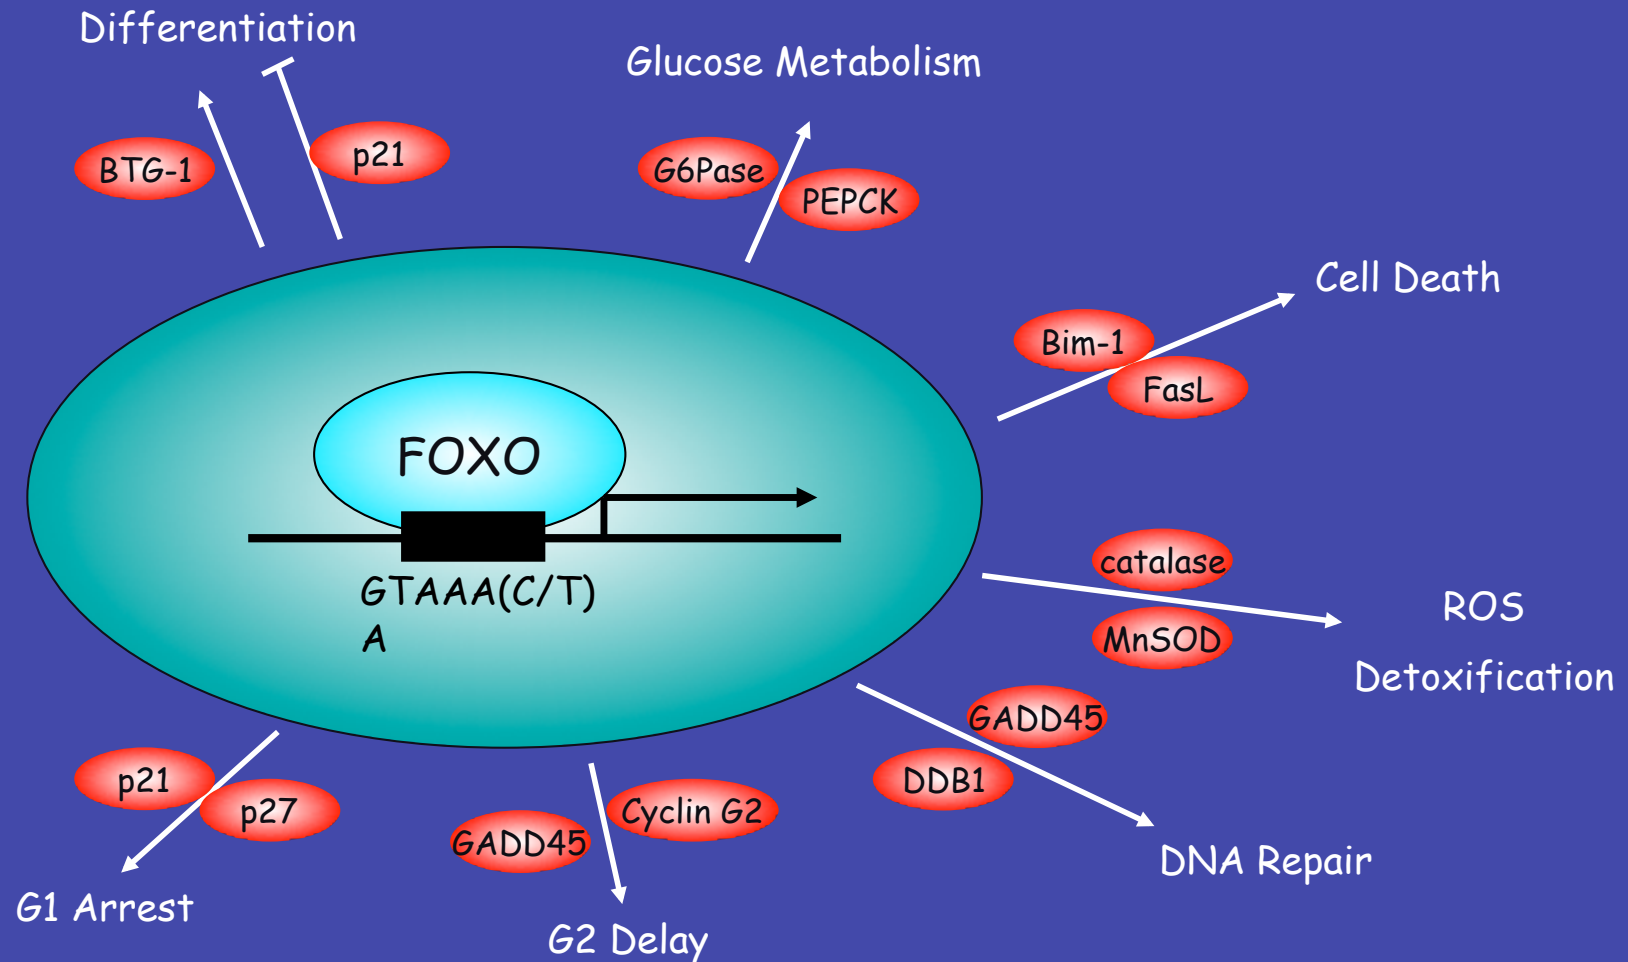 Differentiation
Glucose Metabolism
BTG-1
p21
G6Pase
PEPCK
Cell Death
Bim-1
FasL
FOXO
GTAAA(C/T)
A
catalase
MnSOD
ROS
Detoxification
GADD45
DDB1
DNA Repair
p21
p27
G1 Arrest
GADD45
Cyclin G2
G2 Delay